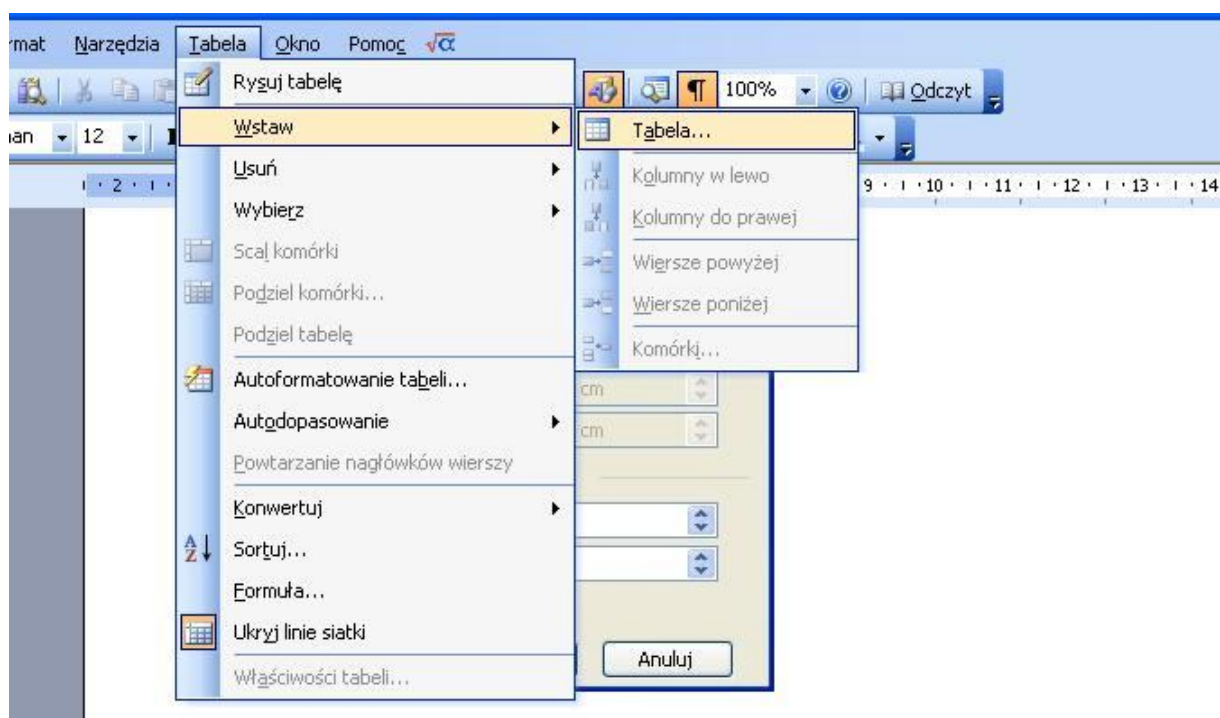 rmat Narzędzia Tabela Okno Pomoc √α
100% Odczyt
nan 12
2 9 10 11 12 13 14
Rysuj tabelę
Wstaw
Usuń
Wybierz
Scal komórki
Podziel komórki...
Podziel tabelę
Autoformatowanie tabeli...
Autodopasowanie
Powtarzanie nagłówków wierszy
Konwertuj
Sortuj...
Formuła...
Ukryj linie siatki
Właściwości tabeli...
Tabela...
Kolumny w lewo
Kolumny do prawej
Wiersze powyżej
Wiersze poniżej
Komórki...
cm
cm
Anuluj